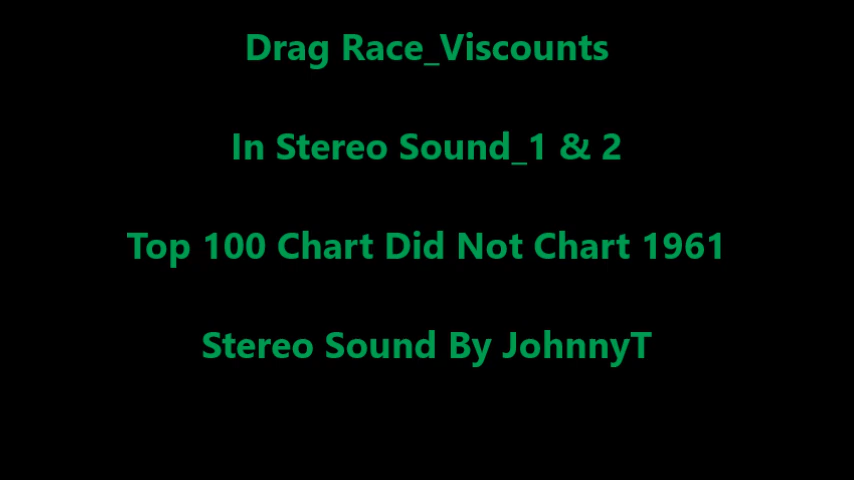 Drag Race_Viscounts
In Stereo Sound_1 & 2
Top 100 Chart Did Not Chart 1961
Stereo Sound By JohnnyT